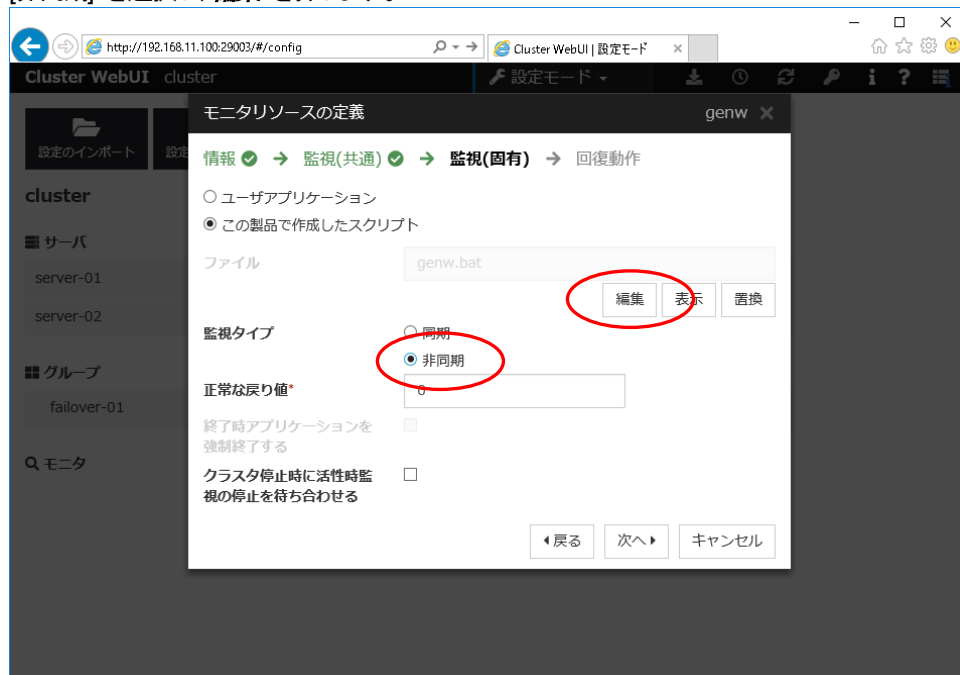 http://192.168.11.100:29003/#/config
Cluster WebUI | 設定モード
Cluster WebUI cluster
設定モード
モニタリソースの定義
genw
設定のインポート
設定
情報 → 監視(共通) → 監視(固有) → 回復動作
cluster
ユーザアプリケーション
この製品で作成したスクリプト
サーバ
ファイル
genw.bat
server-01
編集
表示
置換
server-02
監視タイプ
同期
非同期
グループ
正常な戻り値*
0
failover-01
終了時アプリケーションを
強制終了する
モニタ
クラスタ停止時に活性時監
視の停止を待ち合わせる
戻る
次へ
キャンセル